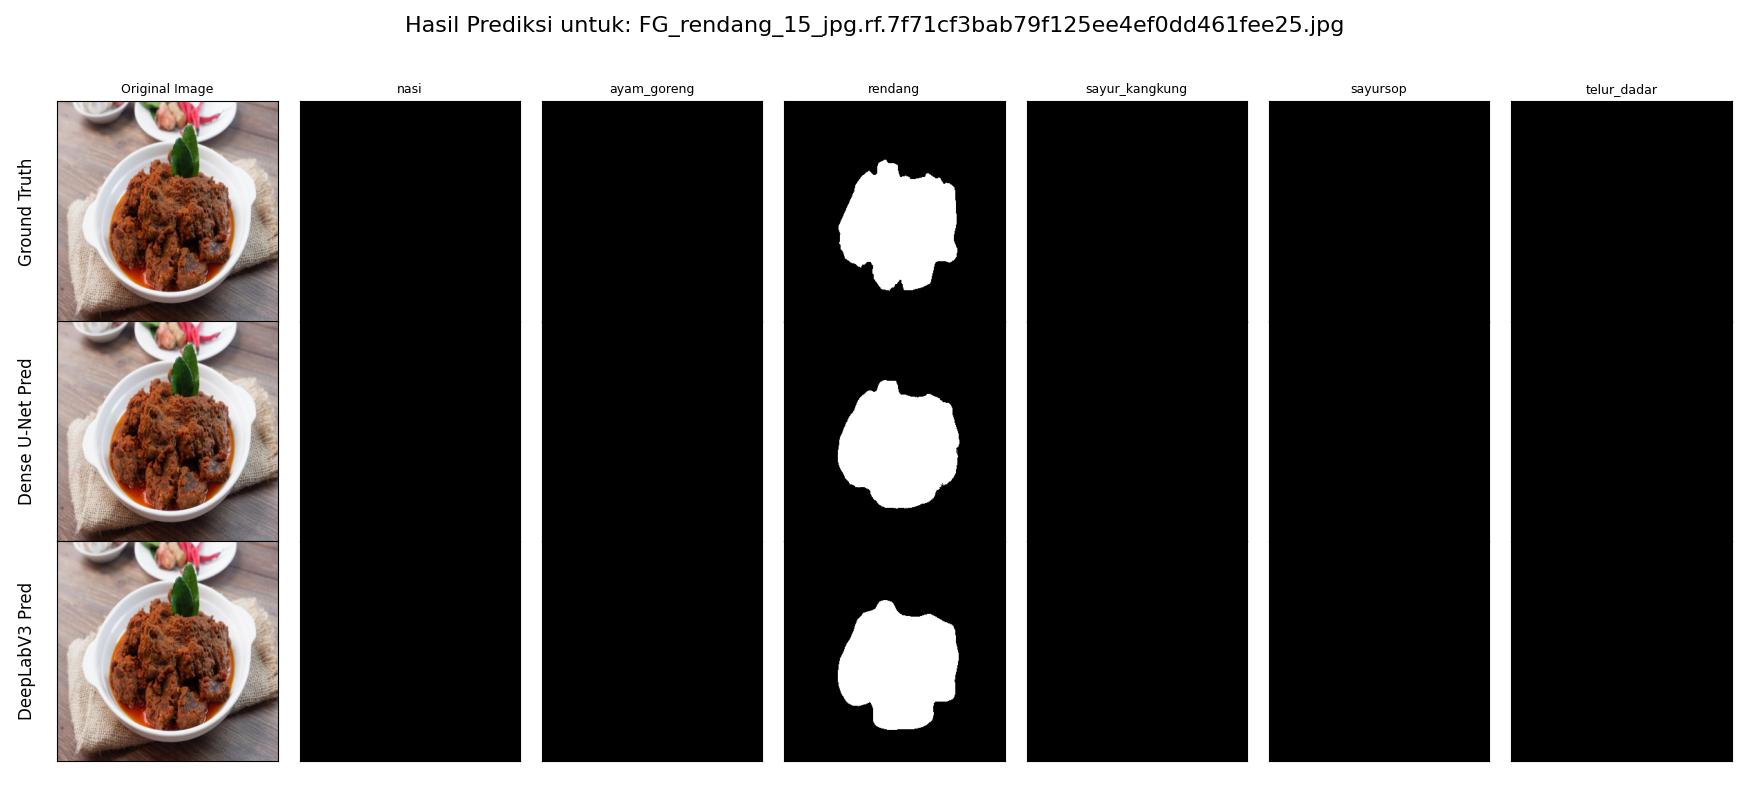 Hasil Prediksi untuk: FG_rendang_15_jpg.rf.7f71cf3bab79f125ee4ef0dd461fee25.jpg
Original Image
nasi
ayam_goreng
rendang
sayur_kangkung
sayursop
telur_dadar
Ground Truth
Dense U-Net Pred
DeepLabV3 Pred